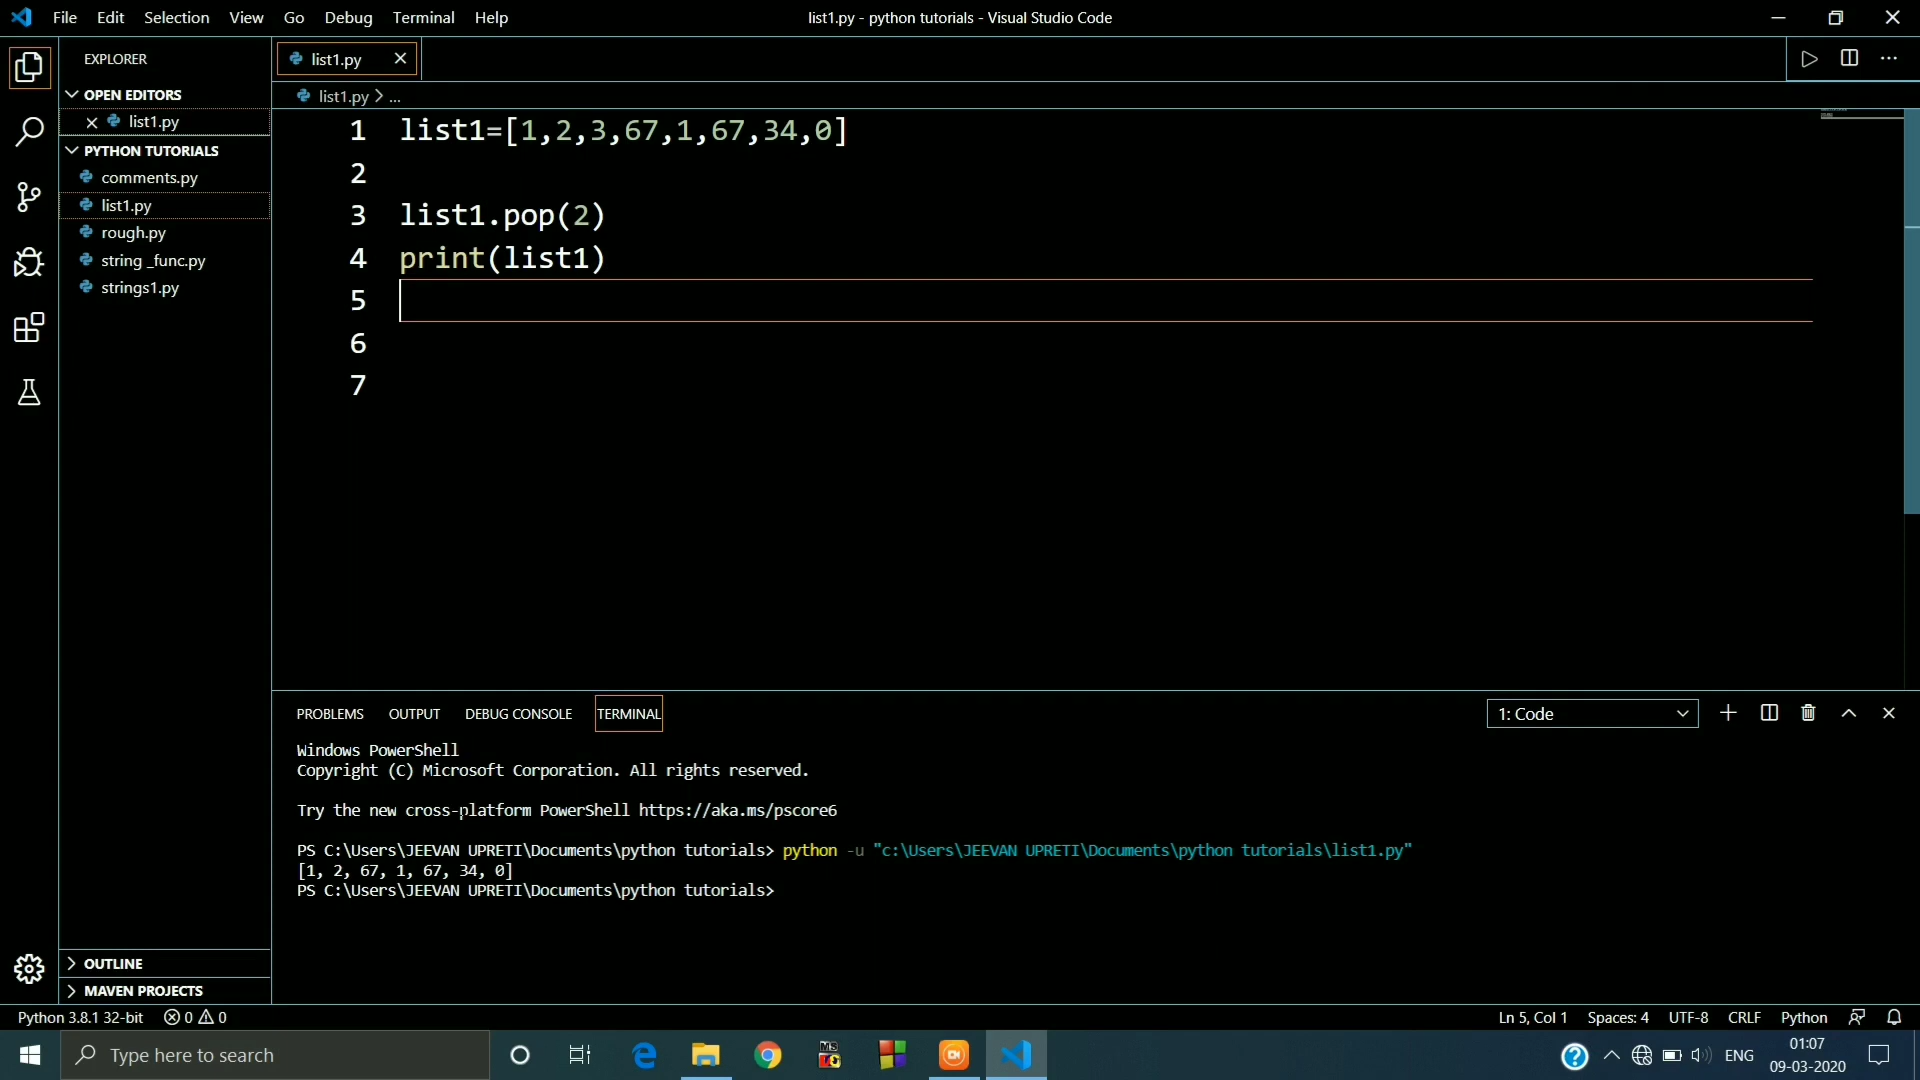 File Edit Selection View Go Debug Terminal Help
list1.py - python tutorials - Visual Studio Code
EXPLORER
OPEN EDITORS
list1.py
PYTHON TUTORIALS
comments.py
list1.py
rough.py
string _func.py
strings1.py
OUTLINE
MAVEN PROJECTS
list1.py
list1.py > ...
1 list1=[1,2,3,67,1,67,34,0]
2
3 list1.pop(2)
4 print(list1)
5
6
7
PROBLEMS OUTPUT DEBUG CONSOLE TERMINAL
1: Code
Windows PowerShell
Copyright (C) Microsoft Corporation. All rights reserved.
Try the new cross-platform PowerShell https://aka.ms/pscore6
PS C:\Users\JEEVAN UPRETI\Documents\python tutorials> python -u "c:\Users\JEEVAN UPRETI\Documents\python tutorials\list1.py"
[1, 2, 67, 1, 67, 34, 0]
PS C:\Users\JEEVAN UPRETI\Documents\python tutorials>
Python 3.8.1 32-bit 0 0
Ln 5, Col 1 Spaces: 4 UTF-8 CRLF Python
Type here to search
ENG
01:07
09-03-2020